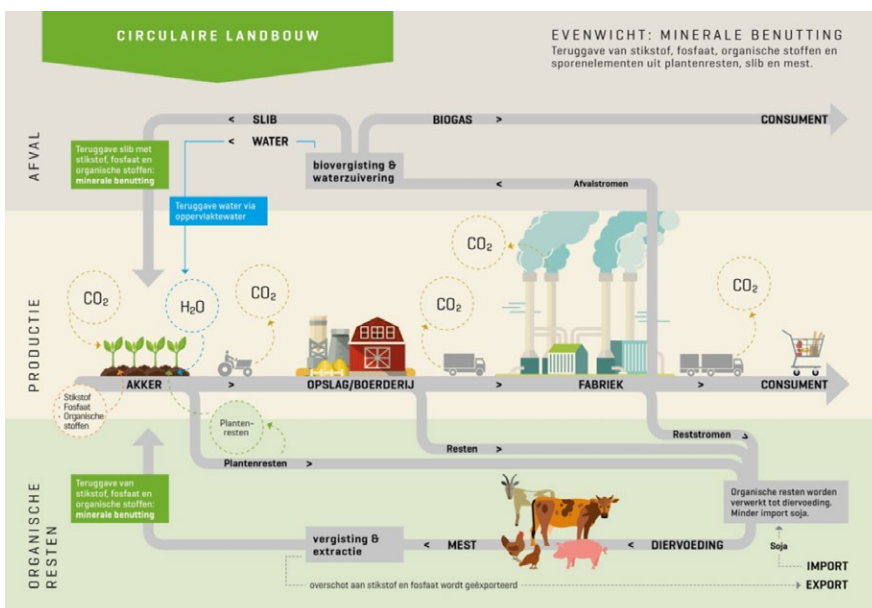 CIRCULAIRE LANDBOUW
EVENWICHT: MINERALE BENUTTING
Teruggave van stikstof, fosfaat, organische stoffen en
sporenelementen uit plantenresten, slib en mest.
AFVAL
< SLIB
BIOGAS >
CONSUMENT
< WATER
Teruggave slib met
stikstof, fosfaat en
organische stoffen:
minerale benutting
biovergisting &
waterzuivering
< Afvalstromen
Teruggave water via
oppervlaktewater
PRODUCTIE
CO₂
H₂O
CO₂
CO₂
CO₂
CO₂
AKKER
>
OPSLAG/BOERDERIJ
>
FABRIEK
>
CONSUMENT
- Stikstof
- Fosfaat
- Organische
stoffen
Planten-
resten
Plantenresten >
Resten >
Reststromen >
ORGANISCHE
RESTEN
Teruggave van
stikstof, fosfaat en
organische stoffen:
minerale benutting
vergisting &
extractie
< MEST
< DIERVOEDING
Organische resten worden
verwerkt tot diervoeding.
Minder import soja.
Soja
IMPORT
overschot aan stikstof en fosfaat wordt geëxporteerd
EXPORT